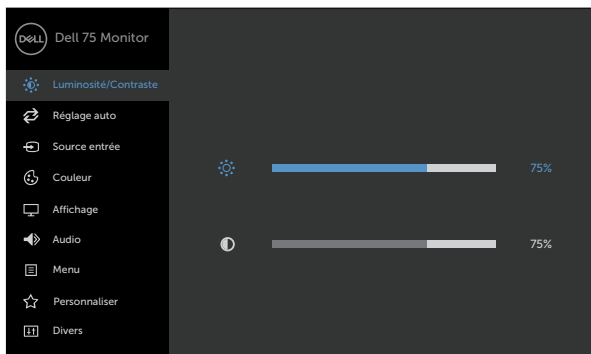 DELL Dell 75 Monitor
Luminosité/Contraste
Réglage auto
Source entrée
75%
Couleur
Affichage
Audio
75%
Menu
Personnaliser
Divers